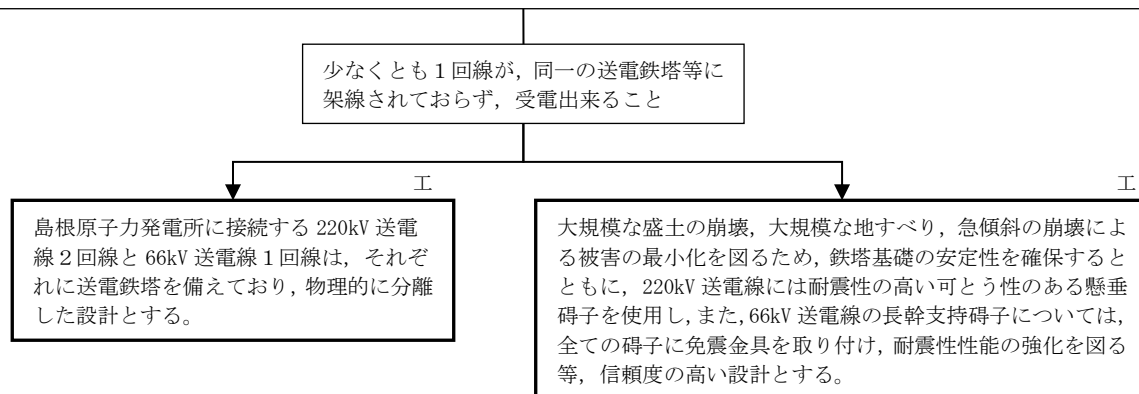 少なくとも１回線が，同一の送電鉄塔等に
架線されておらず，受電出来ること
工
島根原子力発電所に接続する 220kV 送電
線２回線と 66kV 送電線１回線は，それぞ
れに送電鉄塔を備えており，物理的に分離
した設計とする。
工
大規模な盛土の崩壊，大規模な地すべり，急傾斜の崩壊によ
る被害の最小化を図るため，鉄塔基礎の安定性を確保すると
ともに，220kV 送電線には耐震性の高い可とう性のある懸垂
碍子を使用し，また，66kV 送電線の長幹支持碍子については，
全ての碍子に免震金具を取り付け，耐震性性能の強化を図る
等，信頼度の高い設計とする。